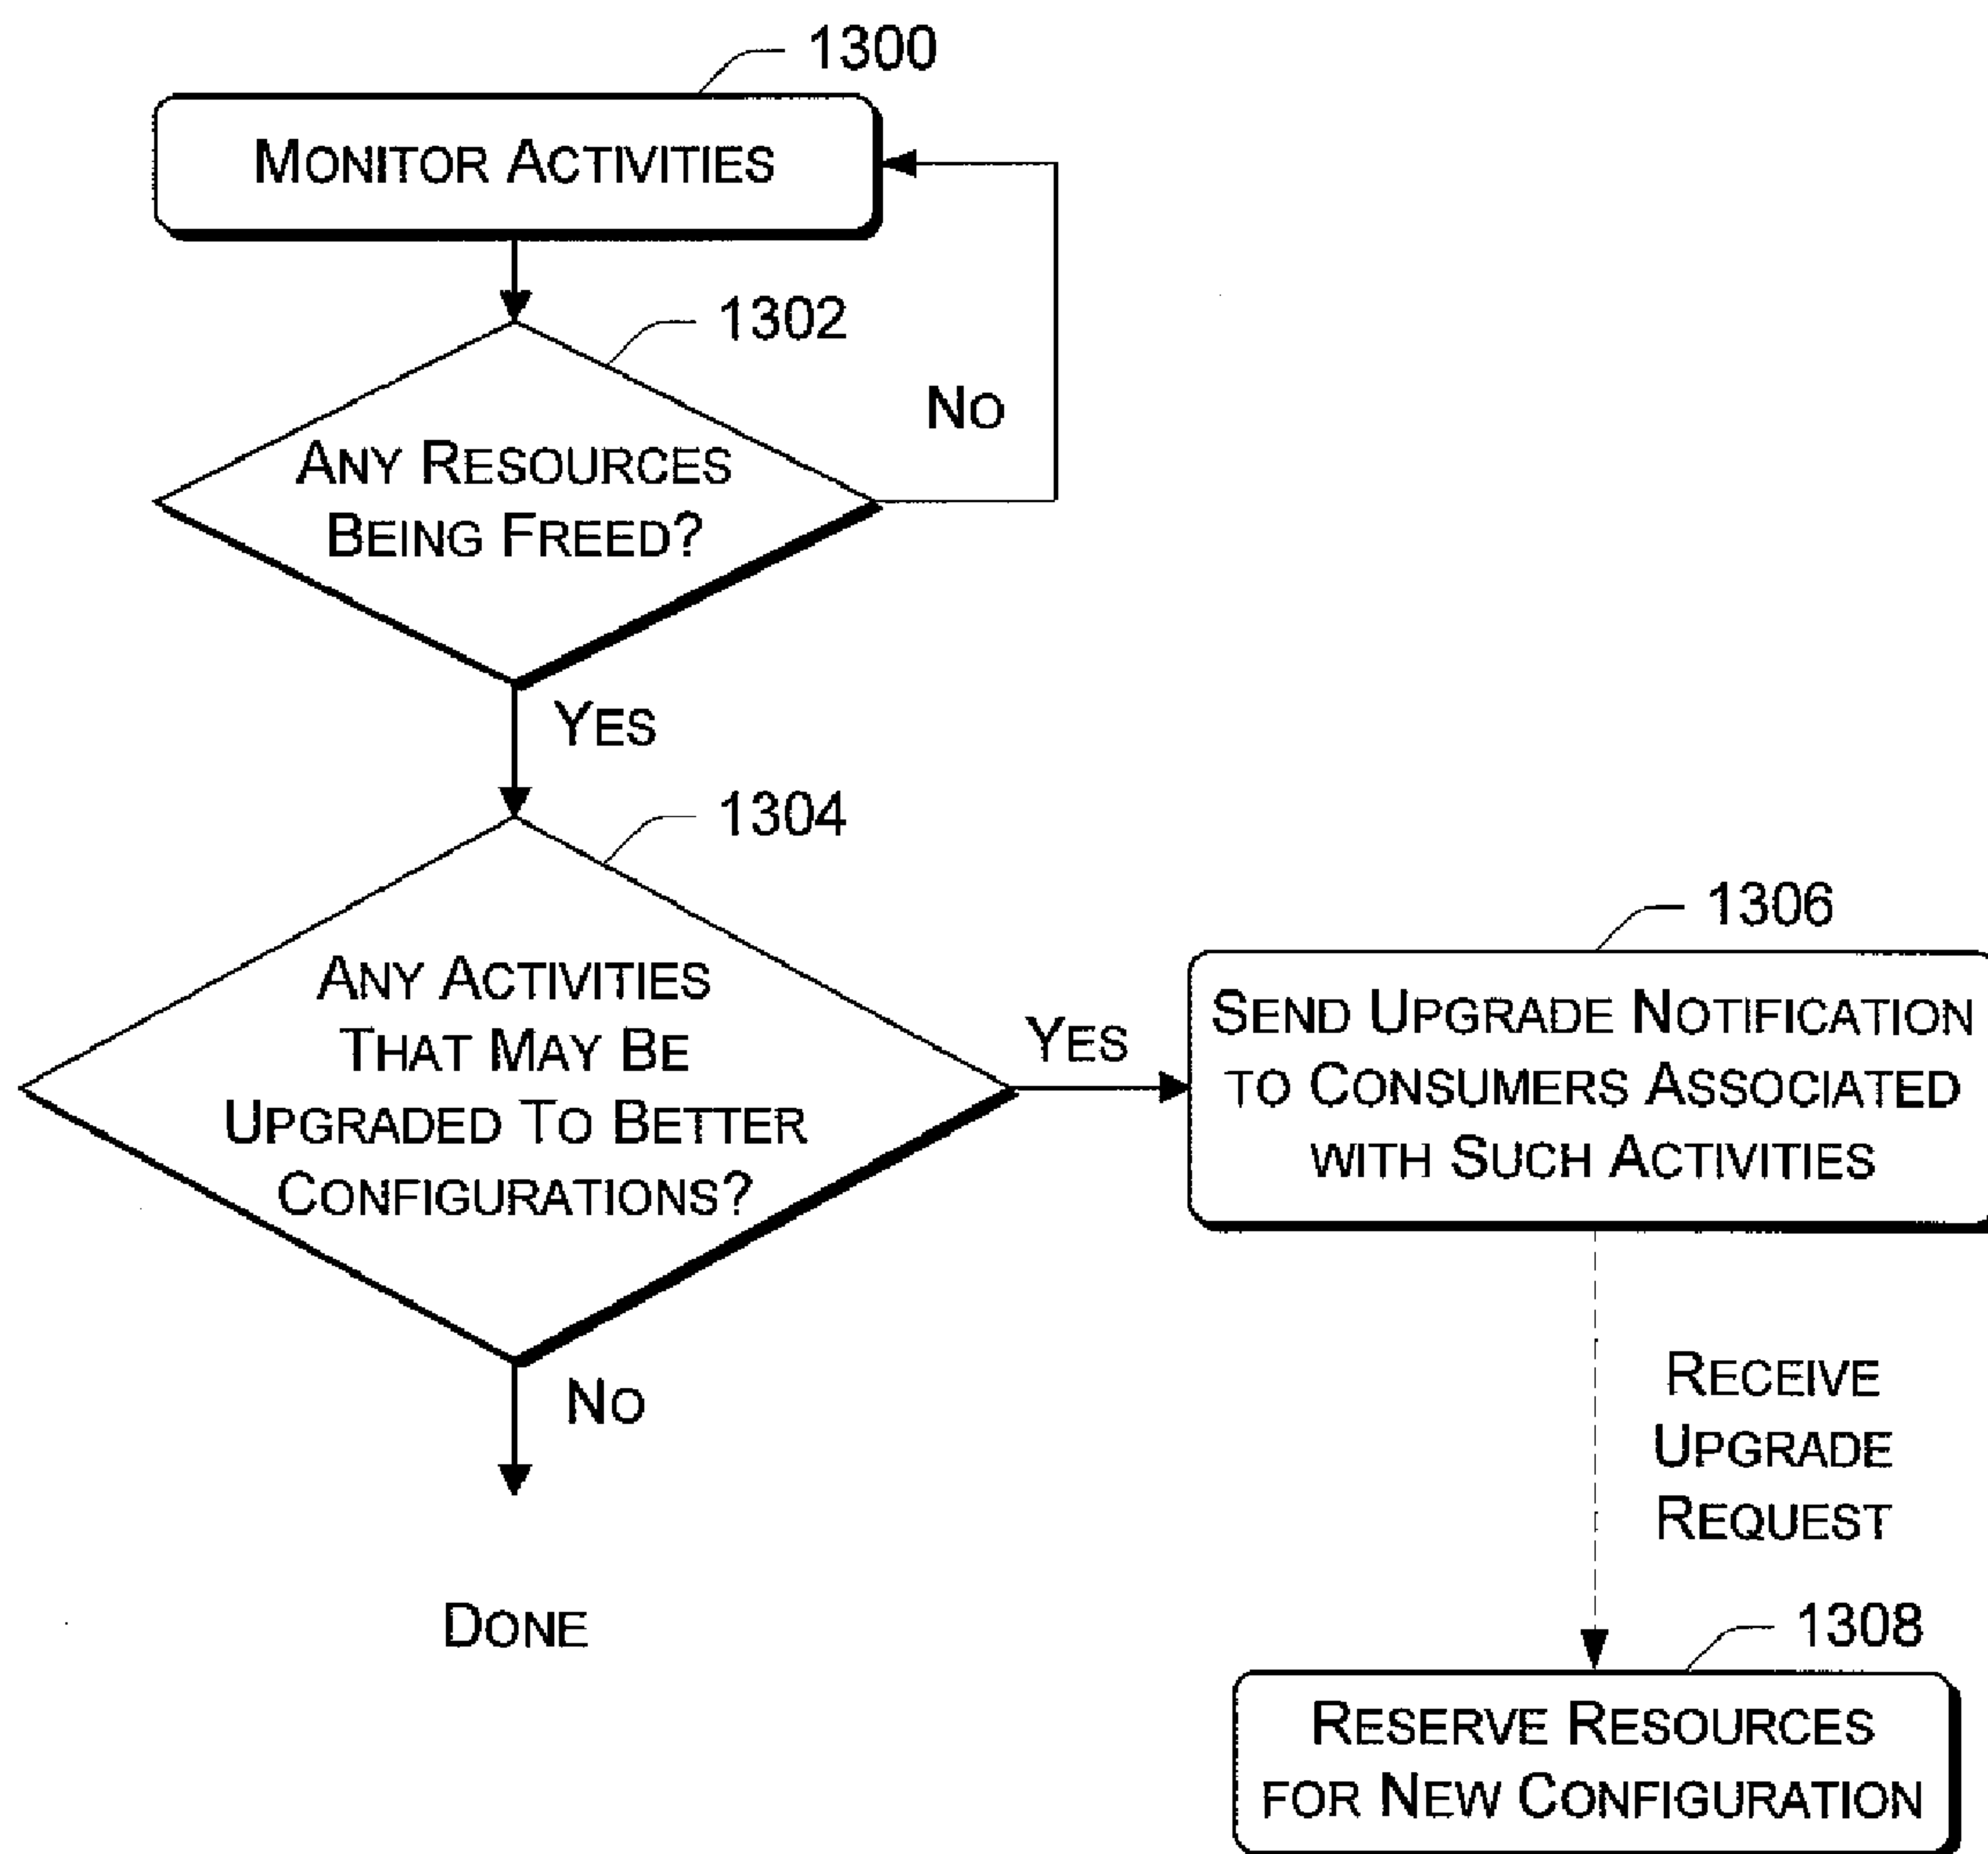 1300
MONITOR ACTIVITIES
1302
NO
ANY RESOURCES
BEING FREED?
YES
1304
ANY ACTIVITIES
THAT MAY BE
UPGRADED TO BETTER
CONFIGURATIONS?
YES
1306
SEND UPGRADE NOTIFICATION
TO CONSUMERS ASSOCIATED
WITH SUCH ACTIVITIES
NO
DONE
RECEIVE
UPGRADE
REQUEST
1308
RESERVE RESOURCES
FOR NEW CONFIGURATION